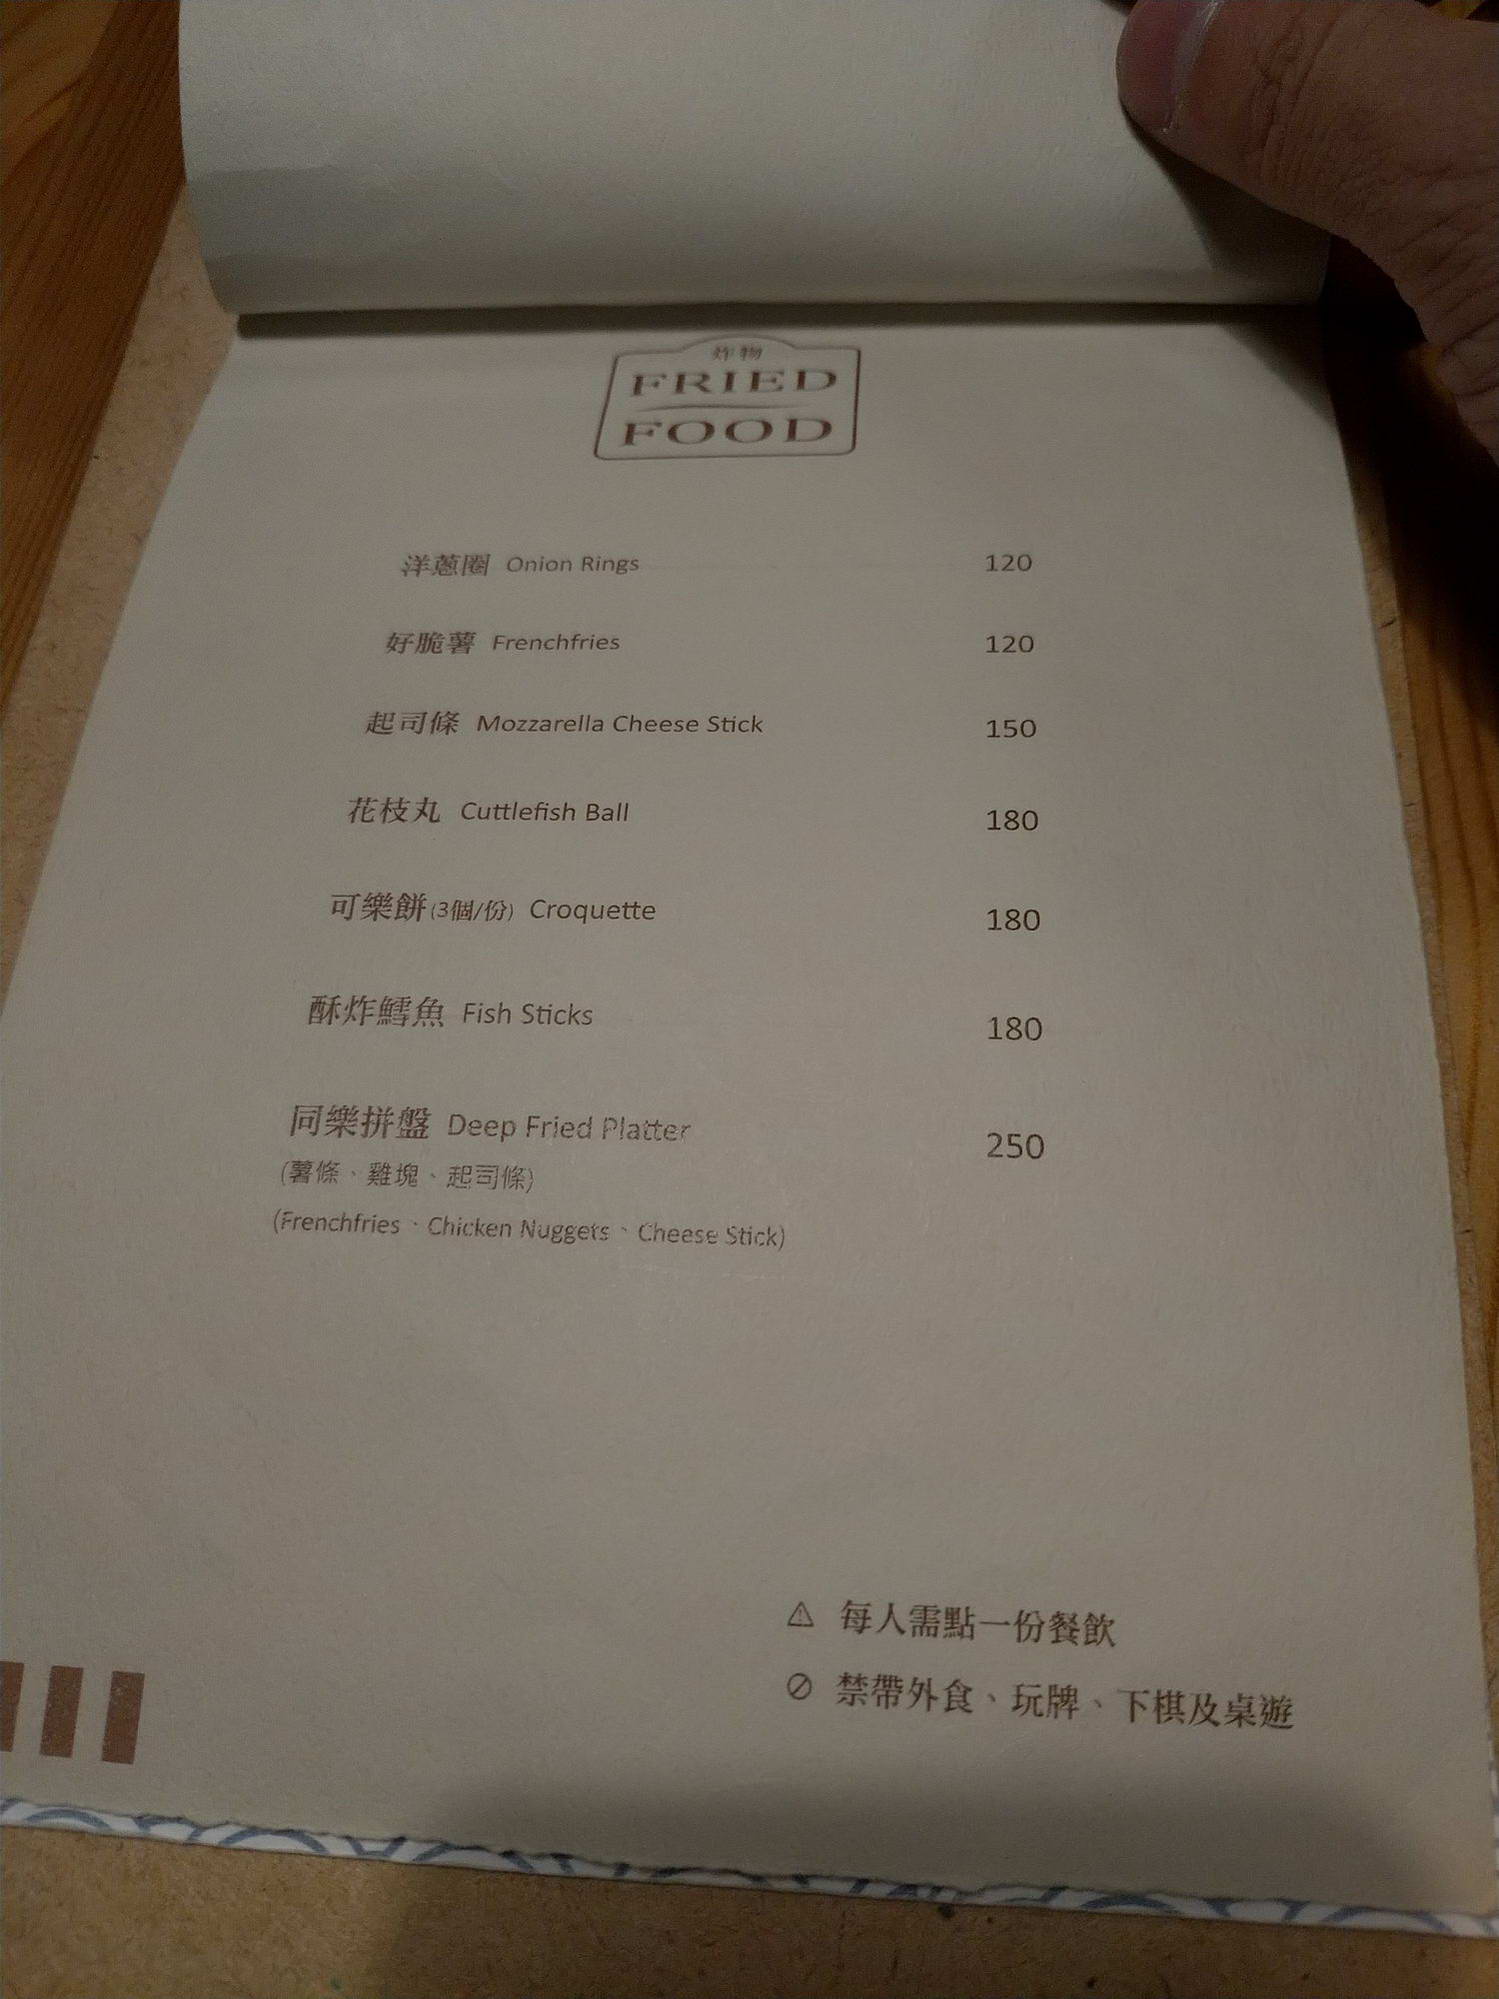 炸物
FRIED
FOOD
洋蔥圈 Onion Rings 120
好脆薯 Frenchfries 120
起司條 Mozzarella Cheese Stick 150
花枝丸 Cuttlefish Ball 180
可樂餅(3個/份) Croquette 180
酥炸鱈魚 Fish Sticks 180
同樂拼盤 Deep Fried Platter 250
(薯條、雞塊、起司條)
(Frenchfries、Chicken Nuggets、Cheese Stick)
⚠ 每人需點一份餐飲
⊘ 禁帶外食、玩牌、下棋及桌遊